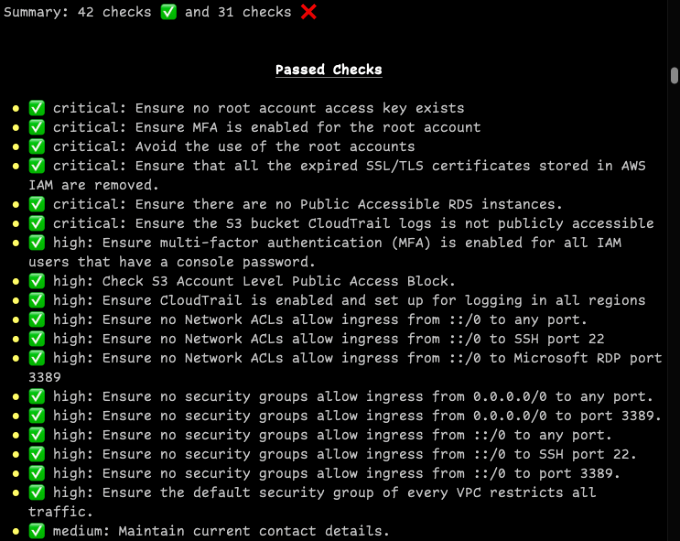 Summary: 42 checks ✅ and 31 checks ❌
Passed Checks
• ✅ critical: Ensure no root account access key exists
• ✅ critical: Ensure MFA is enabled for the root account
• ✅ critical: Avoid the use of the root accounts
• ✅ critical: Ensure that all the expired SSL/TLS certificates stored in AWS
IAM are removed.
• ✅ critical: Ensure there are no Public Accessible RDS instances.
• ✅ critical: Ensure the S3 bucket CloudTrail logs is not publicly accessible
• ✅ high: Ensure multi-factor authentication (MFA) is enabled for all IAM
users that have a console password.
• ✅ high: Check S3 Account Level Public Access Block.
• ✅ high: Ensure CloudTrail is enabled and set up for logging in all regions
• ✅ high: Ensure no Network ACLs allow ingress from ::/0 to any port.
• ✅ high: Ensure no Network ACLs allow ingress from ::/0 to SSH port 22
• ✅ high: Ensure no Network ACLs allow ingress from ::/0 to Microsoft RDP port
3389
• ✅ high: Ensure no security groups allow ingress from 0.0.0.0/0 to any port.
• ✅ high: Ensure no security groups allow ingress from 0.0.0.0/0 to port 3389.
• ✅ high: Ensure no security groups allow ingress from ::/0 to any port.
• ✅ high: Ensure no security groups allow ingress from ::/0 to SSH port 22.
• ✅ high: Ensure no security groups allow ingress from ::/0 to port 3389.
• ✅ high: Ensure the default security group of every VPC restricts all
traffic.
• ✅ medium: Maintain current contact details.